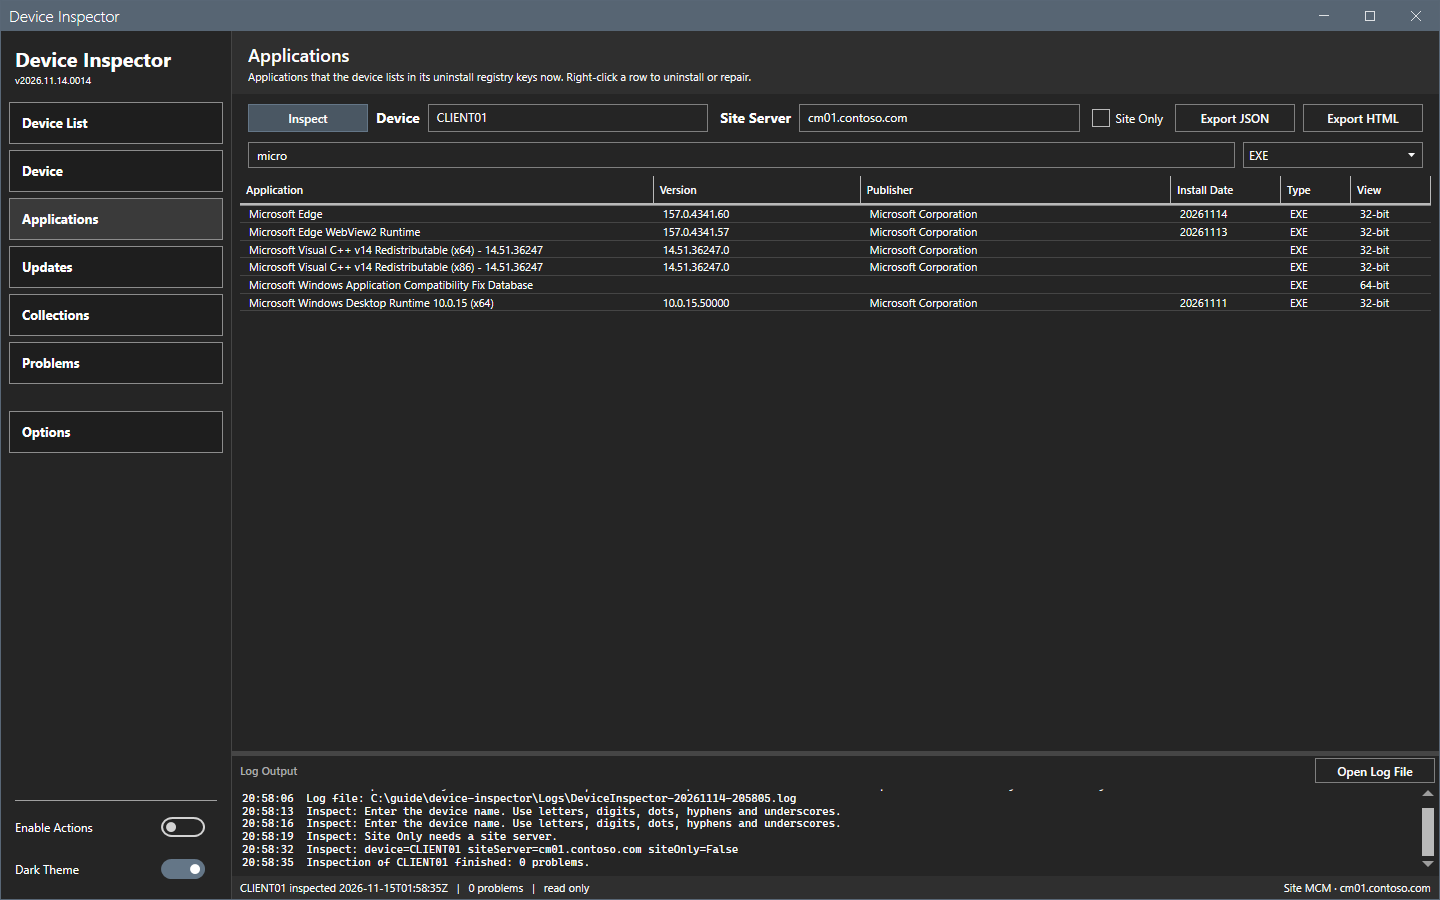 Device Inspector
Device Inspector
v2026.11.14.0014
Device List
Device
Applications
Updates
Collections
Problems
Options
Enable Actions
Dark Theme
Applications
Applications that the device lists in its uninstall registry keys now. Right-click a row to uninstall or repair.
Inspect Device CLIENT01 Site Server cm01.contoso.com Site Only Export JSON Export HTML
micro EXE
Application Version Publisher Install Date Type View
Microsoft Edge 157.0.4341.60 Microsoft Corporation 20261114 EXE 32-bit
Microsoft Edge WebView2 Runtime 157.0.4341.57 Microsoft Corporation 20261113 EXE 32-bit
Microsoft Visual C++ v14 Redistributable (x64) - 14.51.36247 14.51.36247.0 Microsoft Corporation EXE 32-bit
Microsoft Visual C++ v14 Redistributable (x86) - 14.51.36247 14.51.36247.0 Microsoft Corporation EXE 32-bit
Microsoft Windows Application Compatibility Fix Database EXE 64-bit
Microsoft Windows Desktop Runtime 10.0.15 (x64) 10.0.15.50000 Microsoft Corporation 20261111 EXE 32-bit
Log Output Open Log File
20:58:06 Log file: C:\guide\device-inspector\Logs\DeviceInspector-20261114-205805.log
20:58:13 Inspect: Enter the device name. Use letters, digits, dots, hyphens and underscores.
20:58:16 Inspect: Enter the device name. Use letters, digits, dots, hyphens and underscores.
20:58:19 Inspect: Site Only needs a site server.
20:58:32 Inspect: device=CLIENT01 siteServer=cm01.contoso.com siteOnly=False
20:58:35 Inspection of CLIENT01 finished: 0 problems.
CLIENT01 inspected 2026-11-15T01:58:35Z | 0 problems | read only Site MCM · cm01.contoso.com